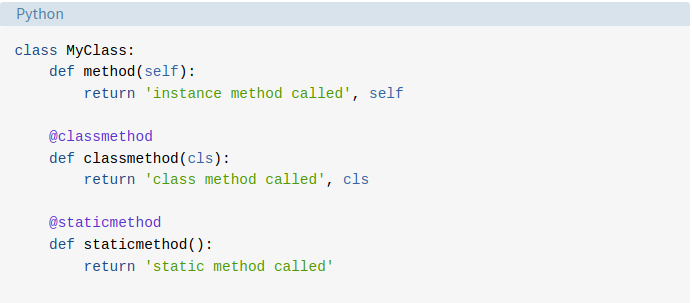 Python
class MyClass:
    def method(self):
        return 'instance method called', self

    @classmethod
    def classmethod(cls):
        return 'class method called', cls

    @staticmethod
    def staticmethod():
        return 'static method called'